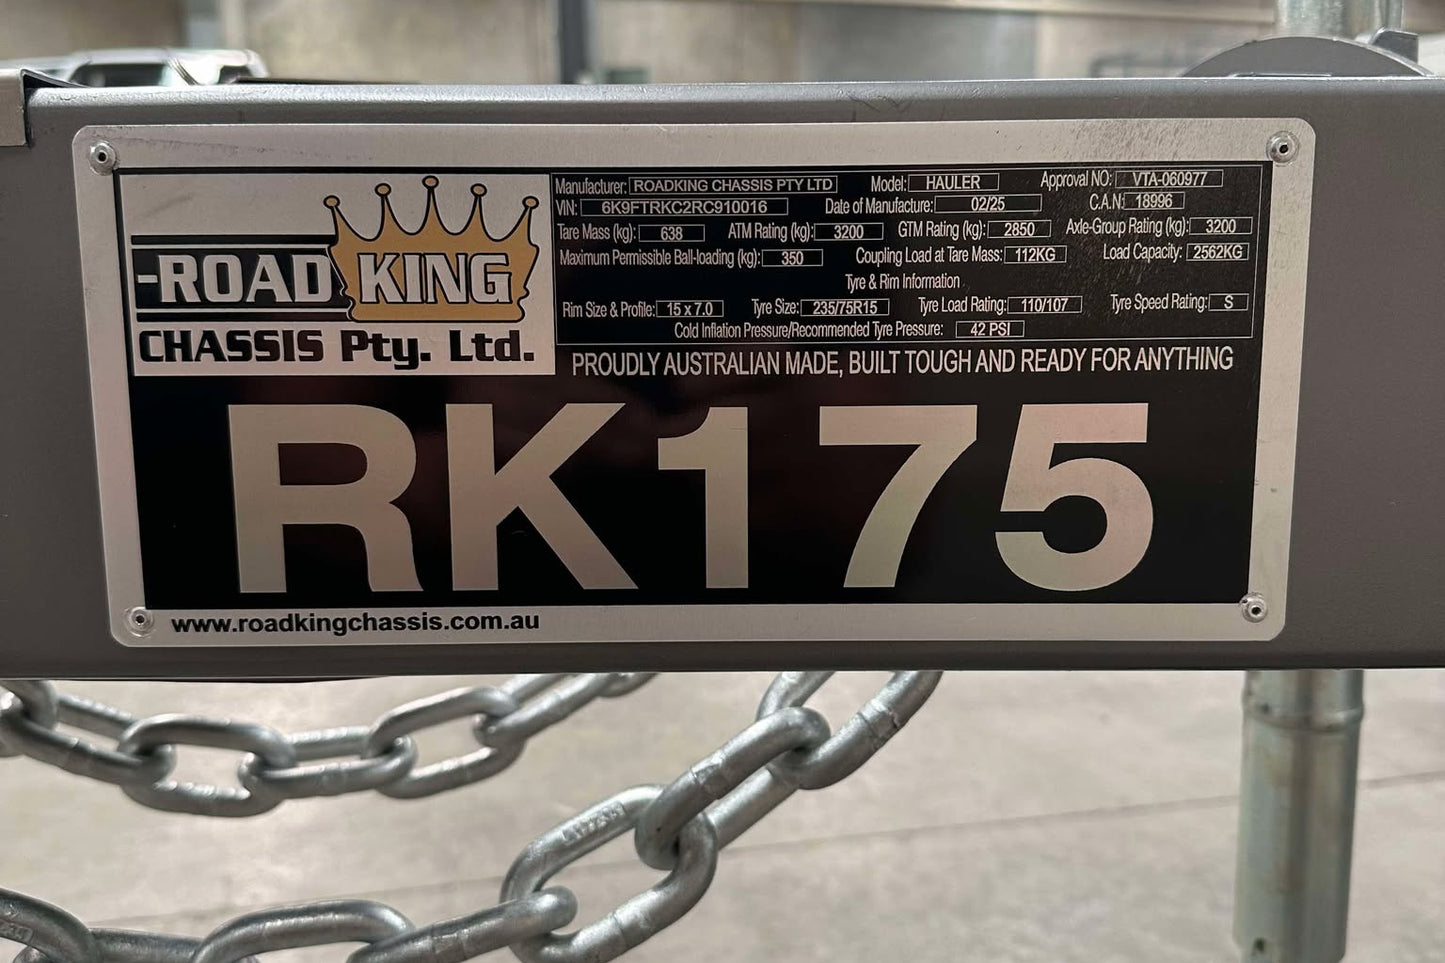 -ROAD KING
CHASSIS Pty. Ltd.
Manufacturer: ROADKING CHASSIS PTY LTD Model: HAULER Approval NO: VTA-060977
VIN: 6K9FTRKC2RC910016 Date of Manufacture: 02/25 C.A.N: 18996
Tare Mass (kg): 638 ATM Rating (kg): 3200 GTM Rating (kg): 2850 Axle-Group Rating (kg): 3200
Maximum Permissible Ball-loading (kg): 350 Coupling Load at Tare Mass: 112KG Load Capacity: 2562KG
Tyre & Rim Information
Rim Size & Profile: 15 x 7.0 Tyre Size: 235/75R15 Tyre Load Rating: 110/107 Tyre Speed Rating: S
Cold Inflation Pressure/Recommended Tyre Pressure: 42 PSI
PROUDLY AUSTRALIAN MADE, BUILT TOUGH AND READY FOR ANYTHING
RK175
www.roadkingchassis.com.au